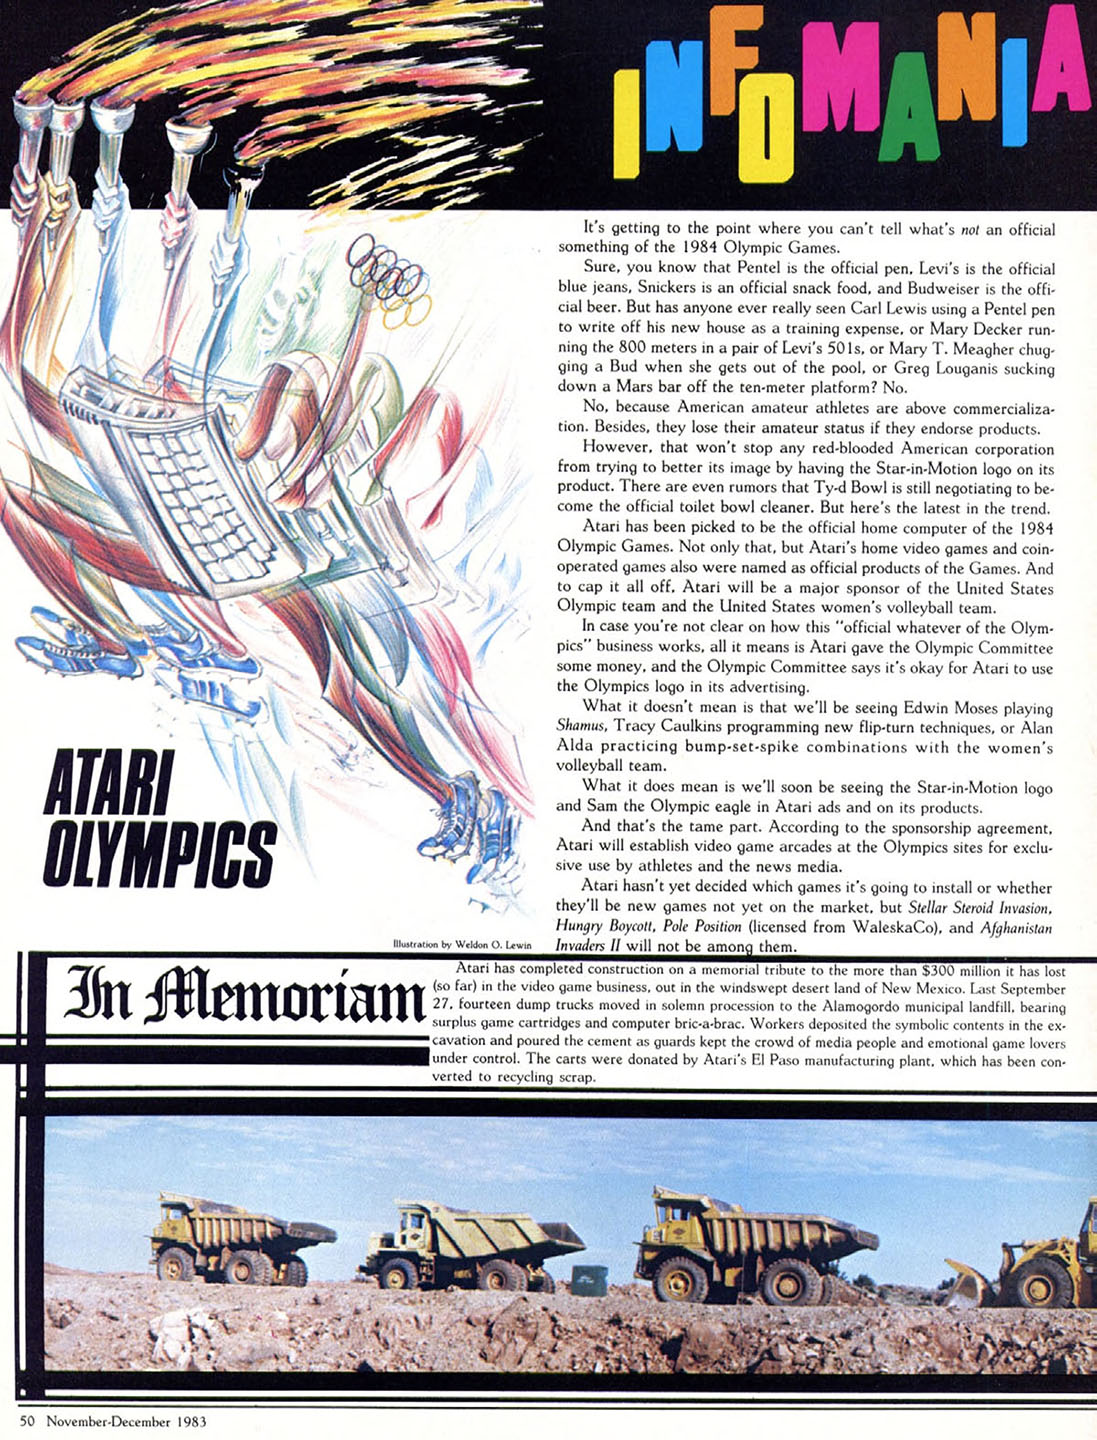 INFOMANIA
It's getting to the point where you can't tell what's not an official
something of the 1984 Olympic Games.
Sure, you know that Pentel is the official pen, Levi's is the official
blue jeans, Snickers is an official snack food, and Budweiser is the offi-
cial beer. But has anyone ever really seen Carl Lewis using a Pentel pen
to write off his new house as a training expense, or Mary Decker run-
ning the 800 meters in a pair of Levi's 501s, or Mary T. Meagher chug-
ging a Bud when she gets out of the pool, or Greg Louganis sucking
down a Mars bar off the ten-meter platform? No.
No, because American amateur athletes are above commercializa-
tion. Besides, they lose their amateur status if they endorse products.
However, that won't stop any red-blooded American corporation
from trying to better its image by having the Star-in-Motion logo on its
product. There are even rumors that Ty-d Bowl is still negotiating to be-
come the official toilet bowl cleaner. But here's the latest in the trend.
Atari has been picked to be the official home computer of the 1984
Olympic Games. Not only that, but Atari's home video games and coin-
operated games also were named as official products of the Games. And
to cap it all off, Atari will be a major sponsor of the United States
Olympic team and the United States women's volleyball team.
In case you're not clear on how this "official whatever of the Olym-
pics" business works, all it means is Atari gave the Olympic Committee
some money, and the Olympic Committee says it's okay for Atari to use
the Olympics logo in its advertising.
What it doesn't mean is that we'll be seeing Edwin Moses playing
Shamus, Tracy Caulkins programming new flip-turn techniques, or Alan
Alda practicing bump-set-spike combinations with the women's
volleyball team.
What it does mean is we'll soon be seeing the Star-in-Motion logo
and Sam the Olympic eagle in Atari ads and on its products.
And that's the tame part. According to the sponsorship agreement,
Atari will establish video game arcades at the Olympics sites for exclu-
sive use by athletes and the news media.
Atari hasn't yet decided which games it's going to install or whether
they'll be new games not yet on the market, but Stellar Steroid Invasion,
Hungry Boycott, Pole Position (licensed from WaleskaCo), and Afghanistan
Invaders II will not be among them.
ATARI
OLYMPICS
Illustration by Weldon O. Lewin
In Memoriam
Atari has completed construction on a memorial tribute to the more than $300 million it has lost
(so far) in the video game business, out in the windswept desert land of New Mexico. Last September
27, fourteen dump trucks moved in solemn procession to the Alamogordo municipal landfill, bearing
surplus game cartridges and computer bric-a-brac. Workers deposited the symbolic contents in the ex-
cavation and poured the cement as guards kept the crowd of media people and emotional game lovers
under control. The carts were donated by Atari's El Paso manufacturing plant, which has been con-
verted to recycling scrap.
50 November-December 1983